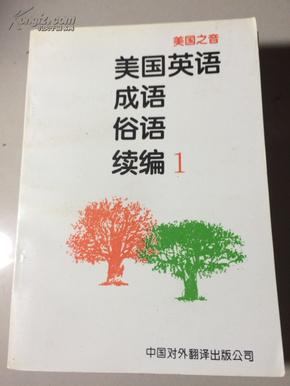 美国之音
美国英语
成语
俗语
续编 1
中国对外翻译出版公司